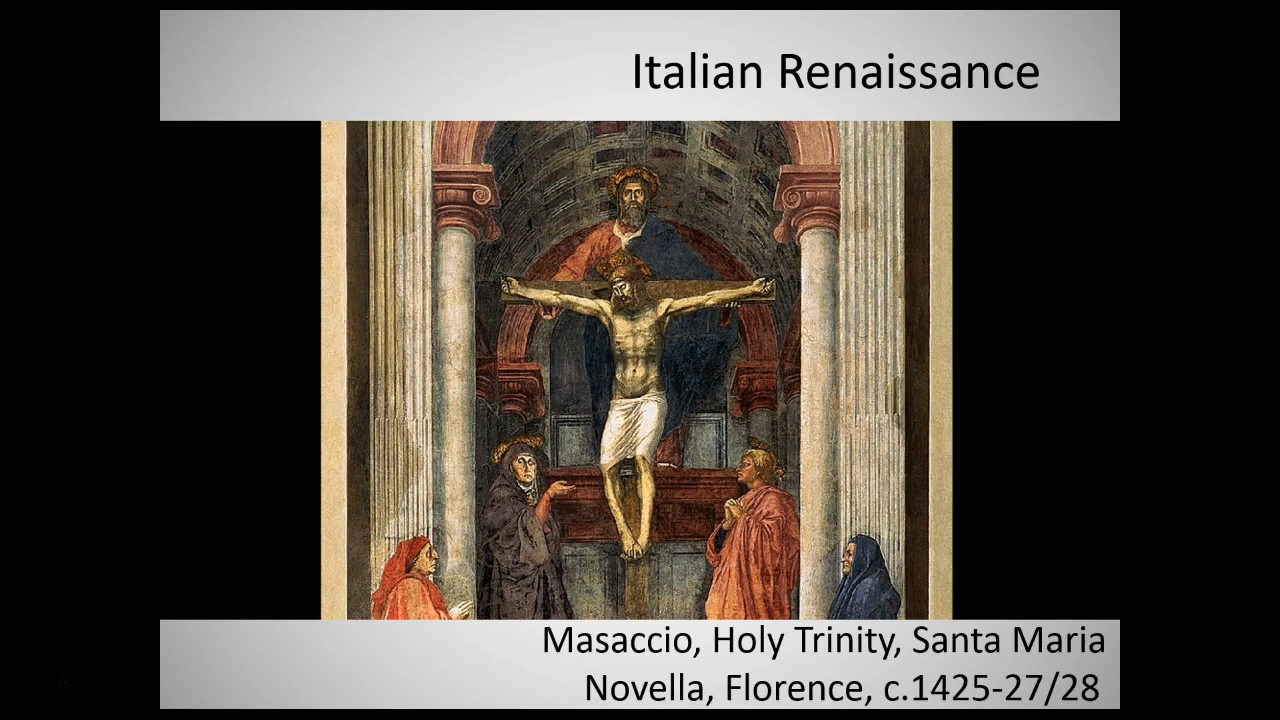 Italian Renaissance
Masaccio, Holy Trinity, Santa Maria
Novella, Florence, c.1425-27/28